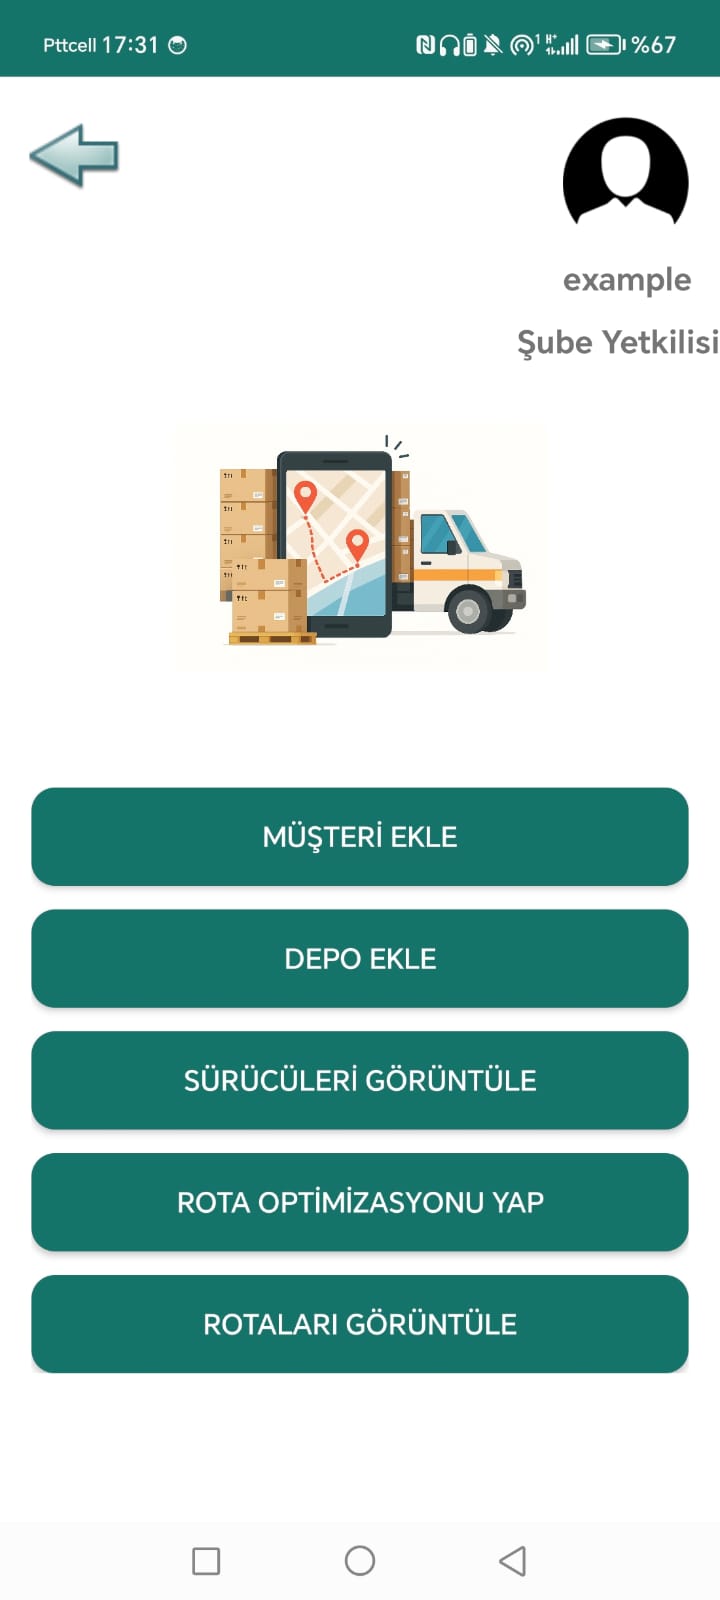 Pttcell 17:31 %67
example
Şube Yetkilisi
MÜŞTERİ EKLE
DEPO EKLE
SÜRÜCÜLERİ GÖRÜNTÜLE
ROTA OPTİMİZASYONU YAP
ROTALARI GÖRÜNTÜLE